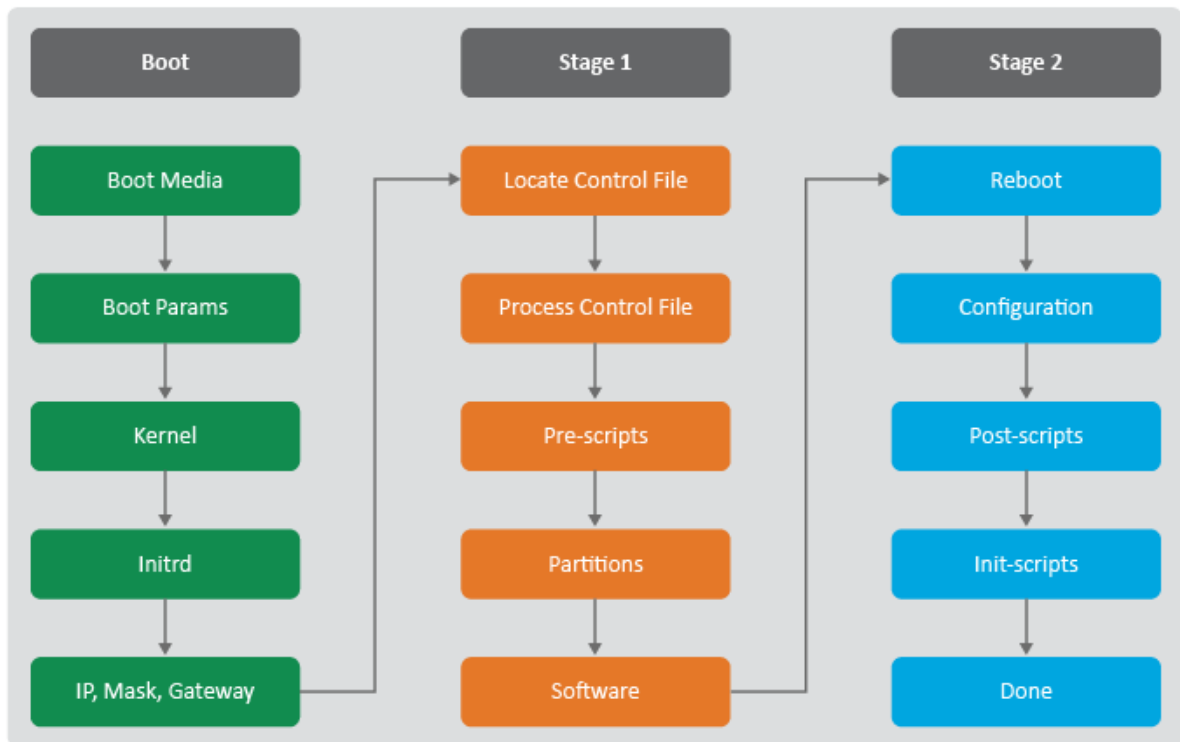 Boot
Boot Media
Boot Params
Kernel
Initrd
IP, Mask, Gateway
Stage 1
Locate Control File
Process Control File
Pre-scripts
Partitions
Software
Stage 2
Reboot
Configuration
Post-scripts
Init-scripts
Done